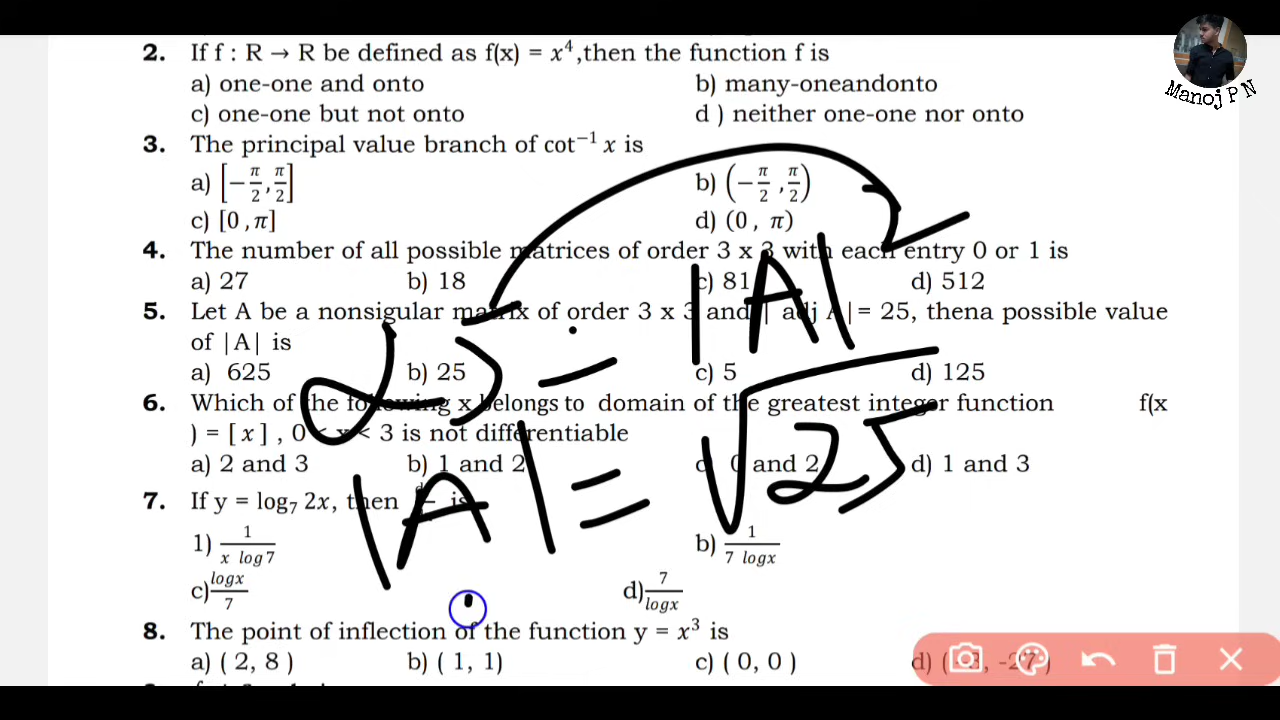 Manoj P N
2. If f : R → R be defined as f(x) = x⁴,then the function f is
a) one-one and onto b) many-oneandonto
c) one-one but not onto d ) neither one-one nor onto
3. The principal value branch of cot⁻¹ x is
a) [−π/2, π/2] b) (−π/2 , π/2)
c) [0 , π] d) (0 , π)
4. The number of all possible matrices of order 3 x 3 with each entry 0 or 1 is
a) 27 b) 18 c) 81 d) 512
5. Let A be a nonsigular matrix of order 3 x 3 and | adj A|= 25, thena possible value
of |A| is
a) 625 b) 25 c) 5 d) 125
25 = |A|²
6. Which of the following x belongs to domain of the greatest integer function f(x
) = [ x ] , 0 < x < 3 is not differentiable
a) 2 and 3 b) 1 and 2 c) 0 and 2 d) 1 and 3
|A| = √25
7. If y = log₇ 2x, then is
1) 1/(x log7) b) 1/(7 logx)
c) logx/7 d) 7/logx
8. The point of inflection of the function y = x³ is
a) ( 2, 8 ) b) ( 1, 1) c) ( 0, 0 ) d) ( -3, -27 )